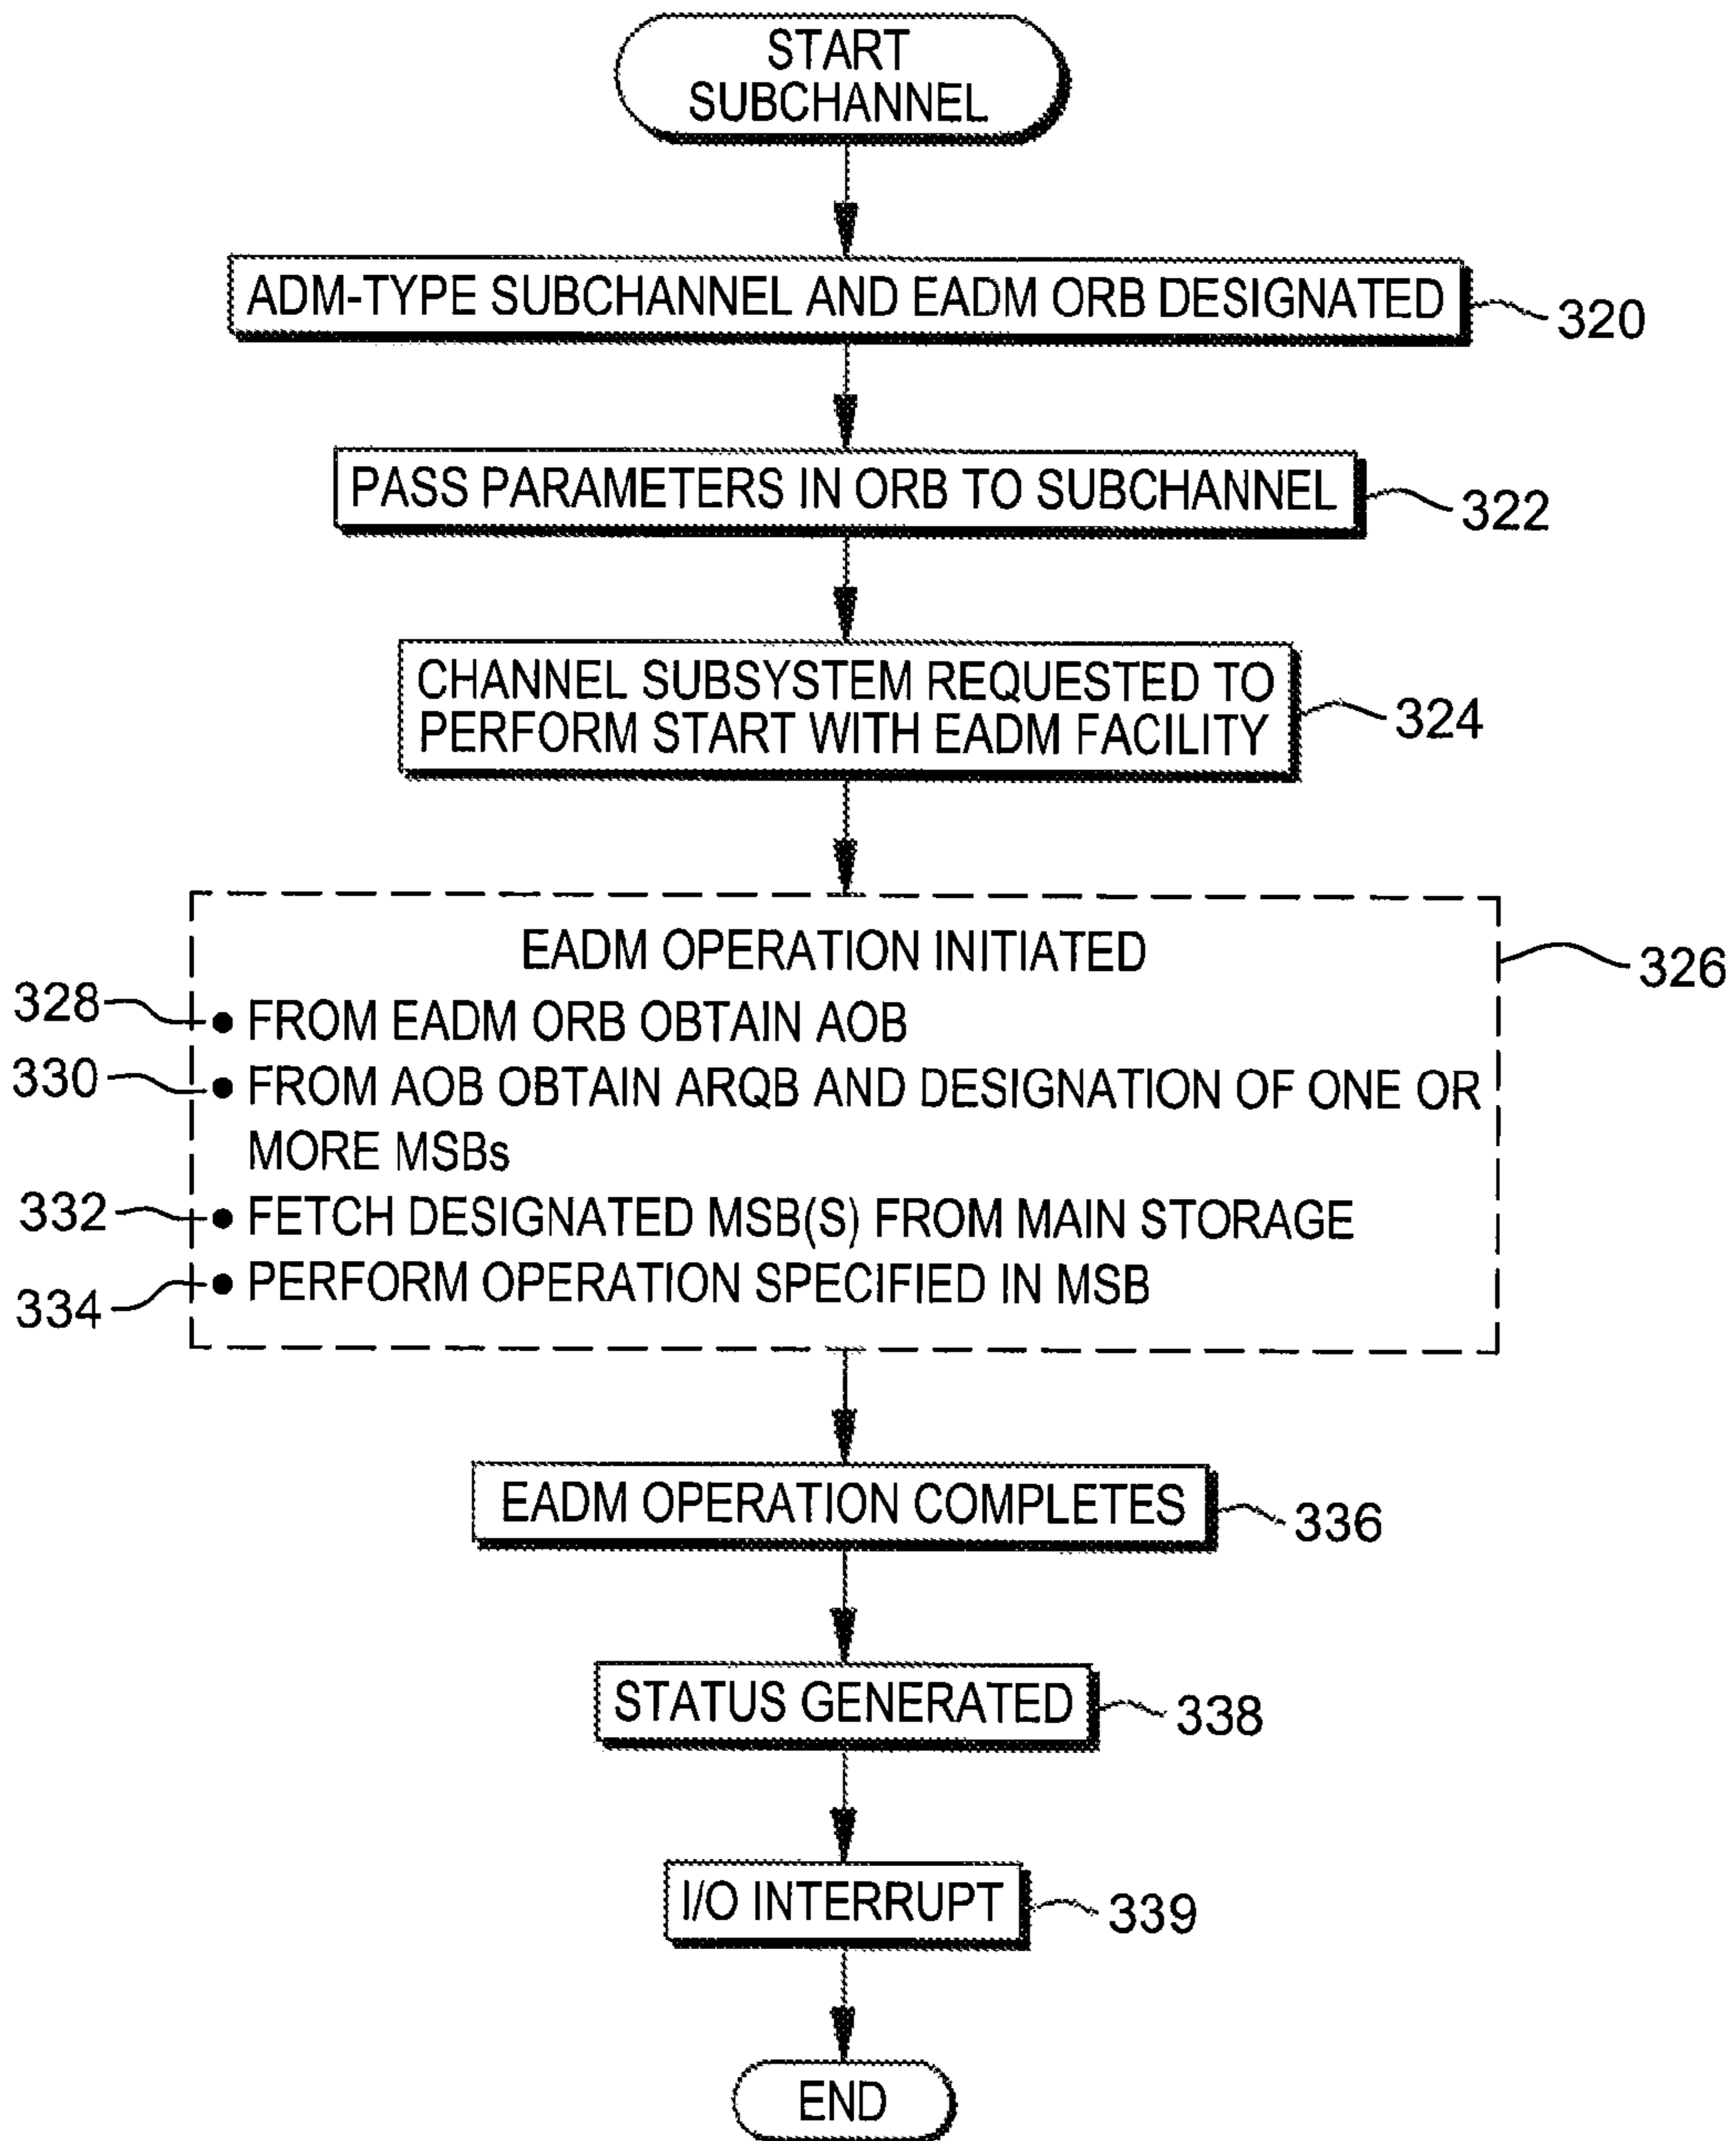 START
SUBCHANNEL
ADM-TYPE SUBCHANNEL AND EADM ORB DESIGNATED
320
PASS PARAMETERS IN ORB TO SUBCHANNEL
322
CHANNEL SUBSYSTEM REQUESTED TO
PERFORM START WITH EADM FACILITY
324
EADM OPERATION INITIATED
326
328
● FROM EADM ORB OBTAIN AOB
330
● FROM AOB OBTAIN ARQB AND DESIGNATION OF ONE OR
MORE MSBs
332
● FETCH DESIGNATED MSB(S) FROM MAIN STORAGE
334
● PERFORM OPERATION SPECIFIED IN MSB
EADM OPERATION COMPLETES
336
STATUS GENERATED
338
I/O INTERRUPT
339
END